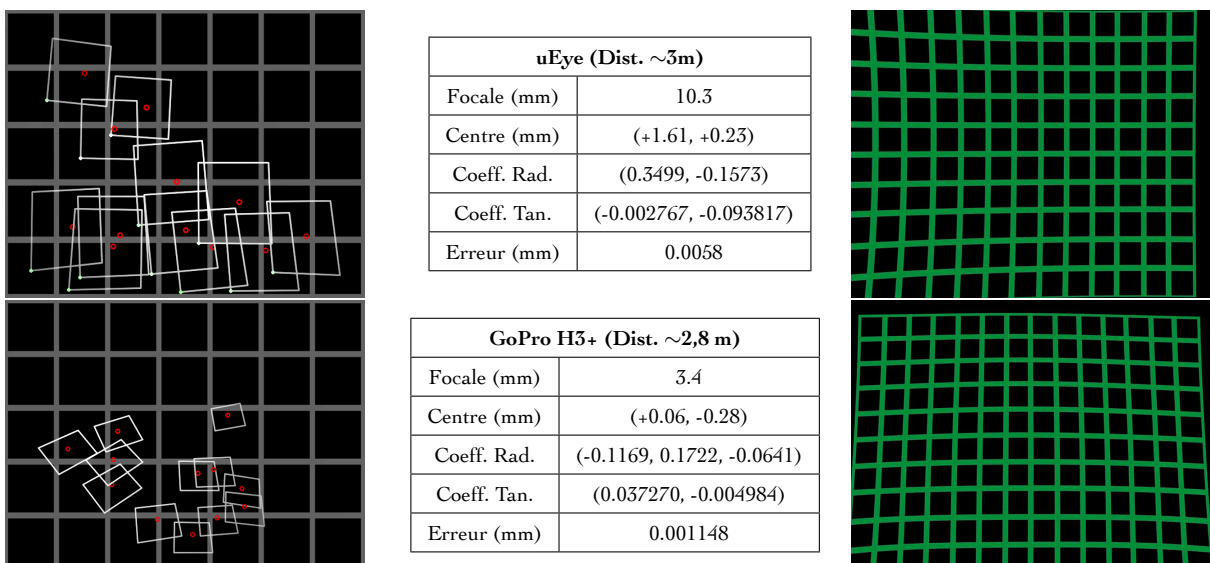 uEye (Dist. ∼3m)
Focale (mm) 10.3
Centre (mm) (+1.61, +0.23)
Coeff. Rad. (0.3499, -0.1573)
Coeff. Tan. (-0.002767, -0.093817)
Erreur (mm) 0.0058
GoPro H3+ (Dist. ∼2,8 m)
Focale (mm) 3.4
Centre (mm) (+0.06, -0.28)
Coeff. Rad. (-0.1169, 0.1722, -0.0641)
Coeff. Tan. (0.037270, -0.004984)
Erreur (mm) 0.001148